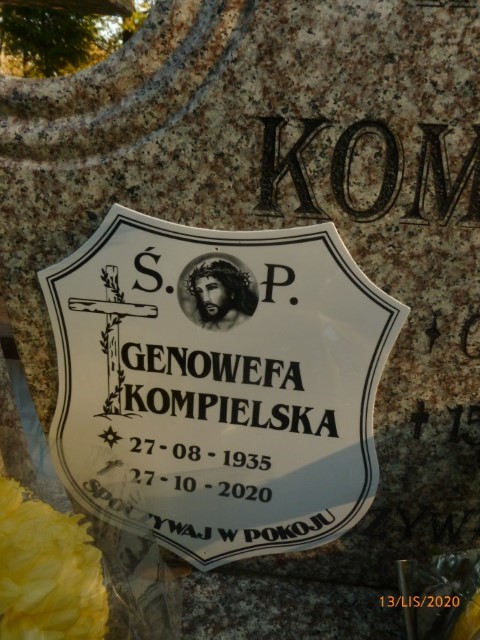 KOM
Ś. P.
GENOWEFA
KOMPIELSKA
27-08-1935
27-10-2020
SPOCZYWAJ W POKOJU
13/LIS/2020